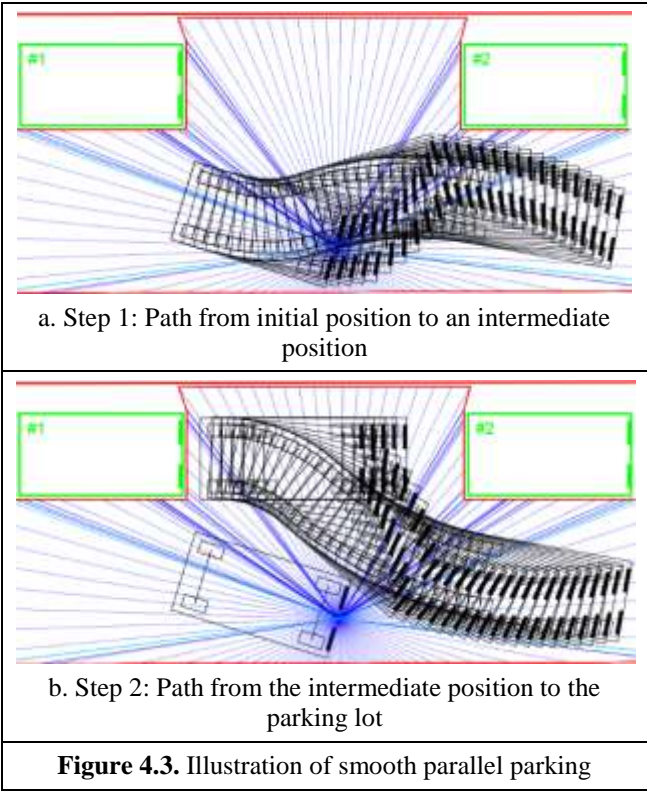 #1
#2
a. Step 1: Path from initial position to an intermediate
position
#1
#2
b. Step 2: Path from the intermediate position to the
parking lot
Figure 4.3. Illustration of smooth parallel parking